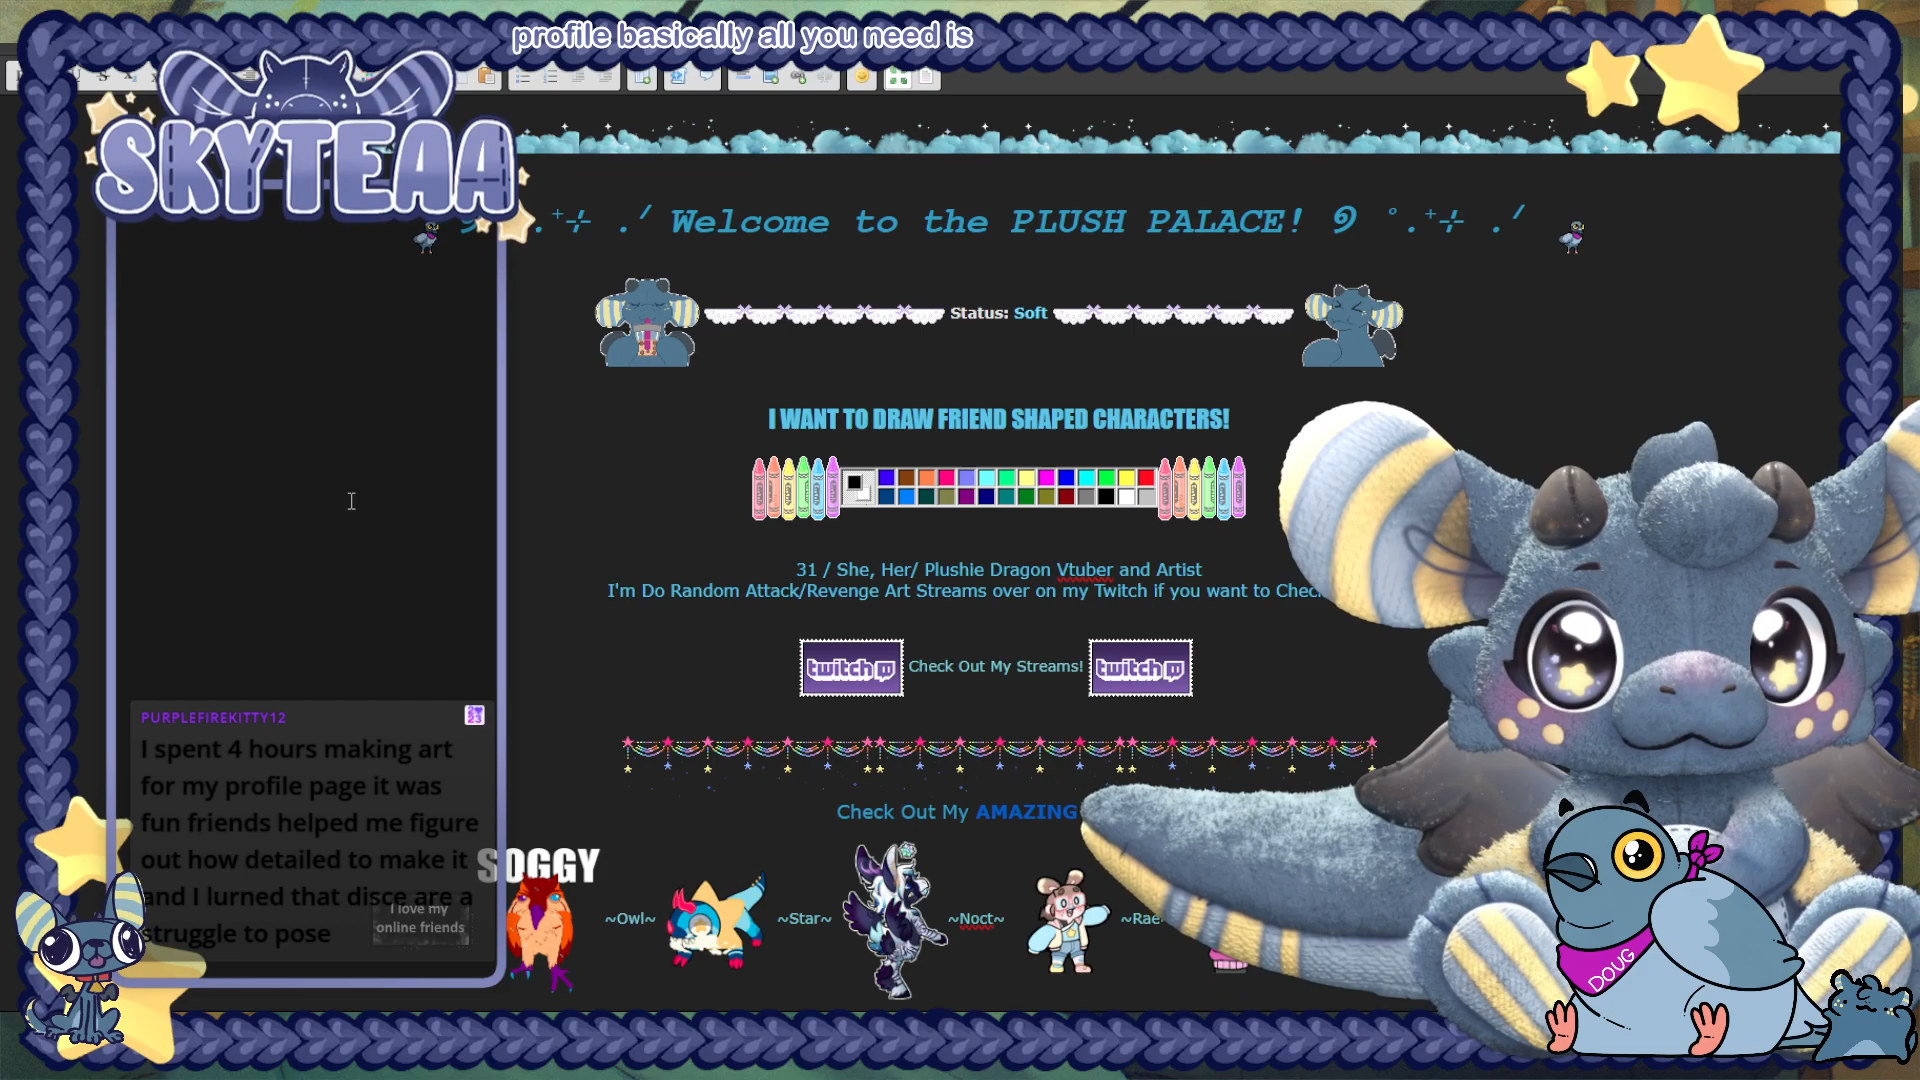 profile basically all you need is
SKYTEAA
Welcome to the PLUSH PALACE!
Status: Soft
I WANT TO DRAW FRIEND SHAPED CHARACTERS!
31 / She, Her/ Plushie Dragon Vtuber and Artist
I'm Do Random Attack/Revenge Art Streams over on my Twitch if you want to Chec
twitch Check Out My Streams! twitch
Check Out My AMAZING
PURPLEFIREKITTY12
I spent 4 hours making art
for my profile page it was
fun friends helped me figure
out how detailed to make it
and I lurned that disce are a
struggle to pose
I love my
online friends
SOGGY
~Owl~ ~Star~ ~Noct~ ~Rae
DOUG